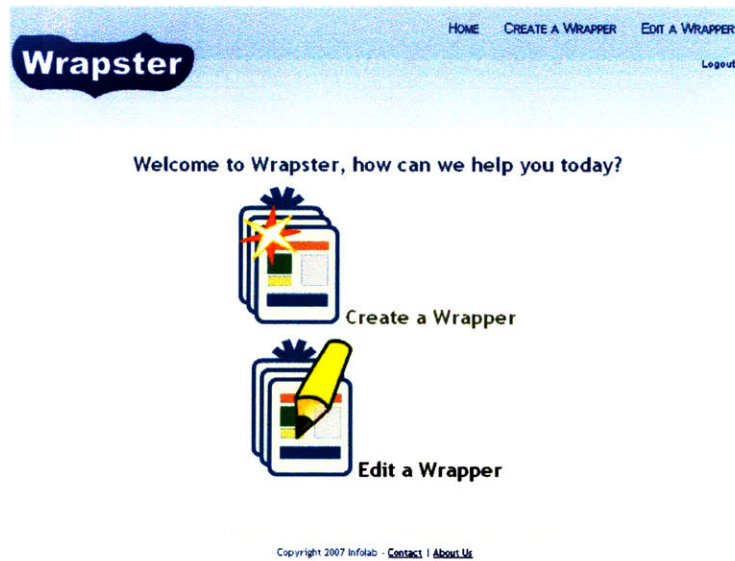 HOME CREATE A WRAPPER EDIT A WRAPPER
Wrapster
Logout
Welcome to Wrapster, how can we help you today?
Create a Wrapper
Edit a Wrapper
Copyright 2007 Infolab - Contact | About Us